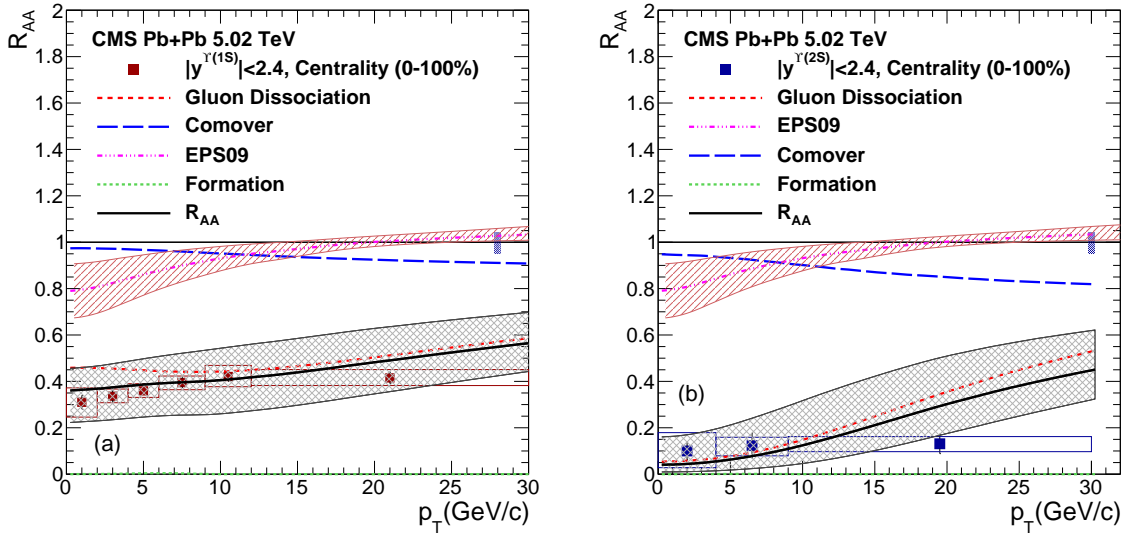 R_AA
2
1.8
1.6
1.4
1.2
1
0.8
0.6
0.4
0.2
0
CMS Pb+Pb 5.02 TeV
|y^ϒ(1S)|<2.4, Centrality (0-100%)
Gluon Dissociation
Comover
EPS09
Formation
R_AA
(a)
0 5 10 15 20 25 30
p_T(GeV/c)
R_AA
2
1.8
1.6
1.4
1.2
1
0.8
0.6
0.4
0.2
0
CMS Pb+Pb 5.02 TeV
|y^ϒ(2S)|<2.4, Centrality (0-100%)
Gluon Dissociation
EPS09
Comover
Formation
R_AA
(b)
0 5 10 15 20 25 30
p_T(GeV/c)